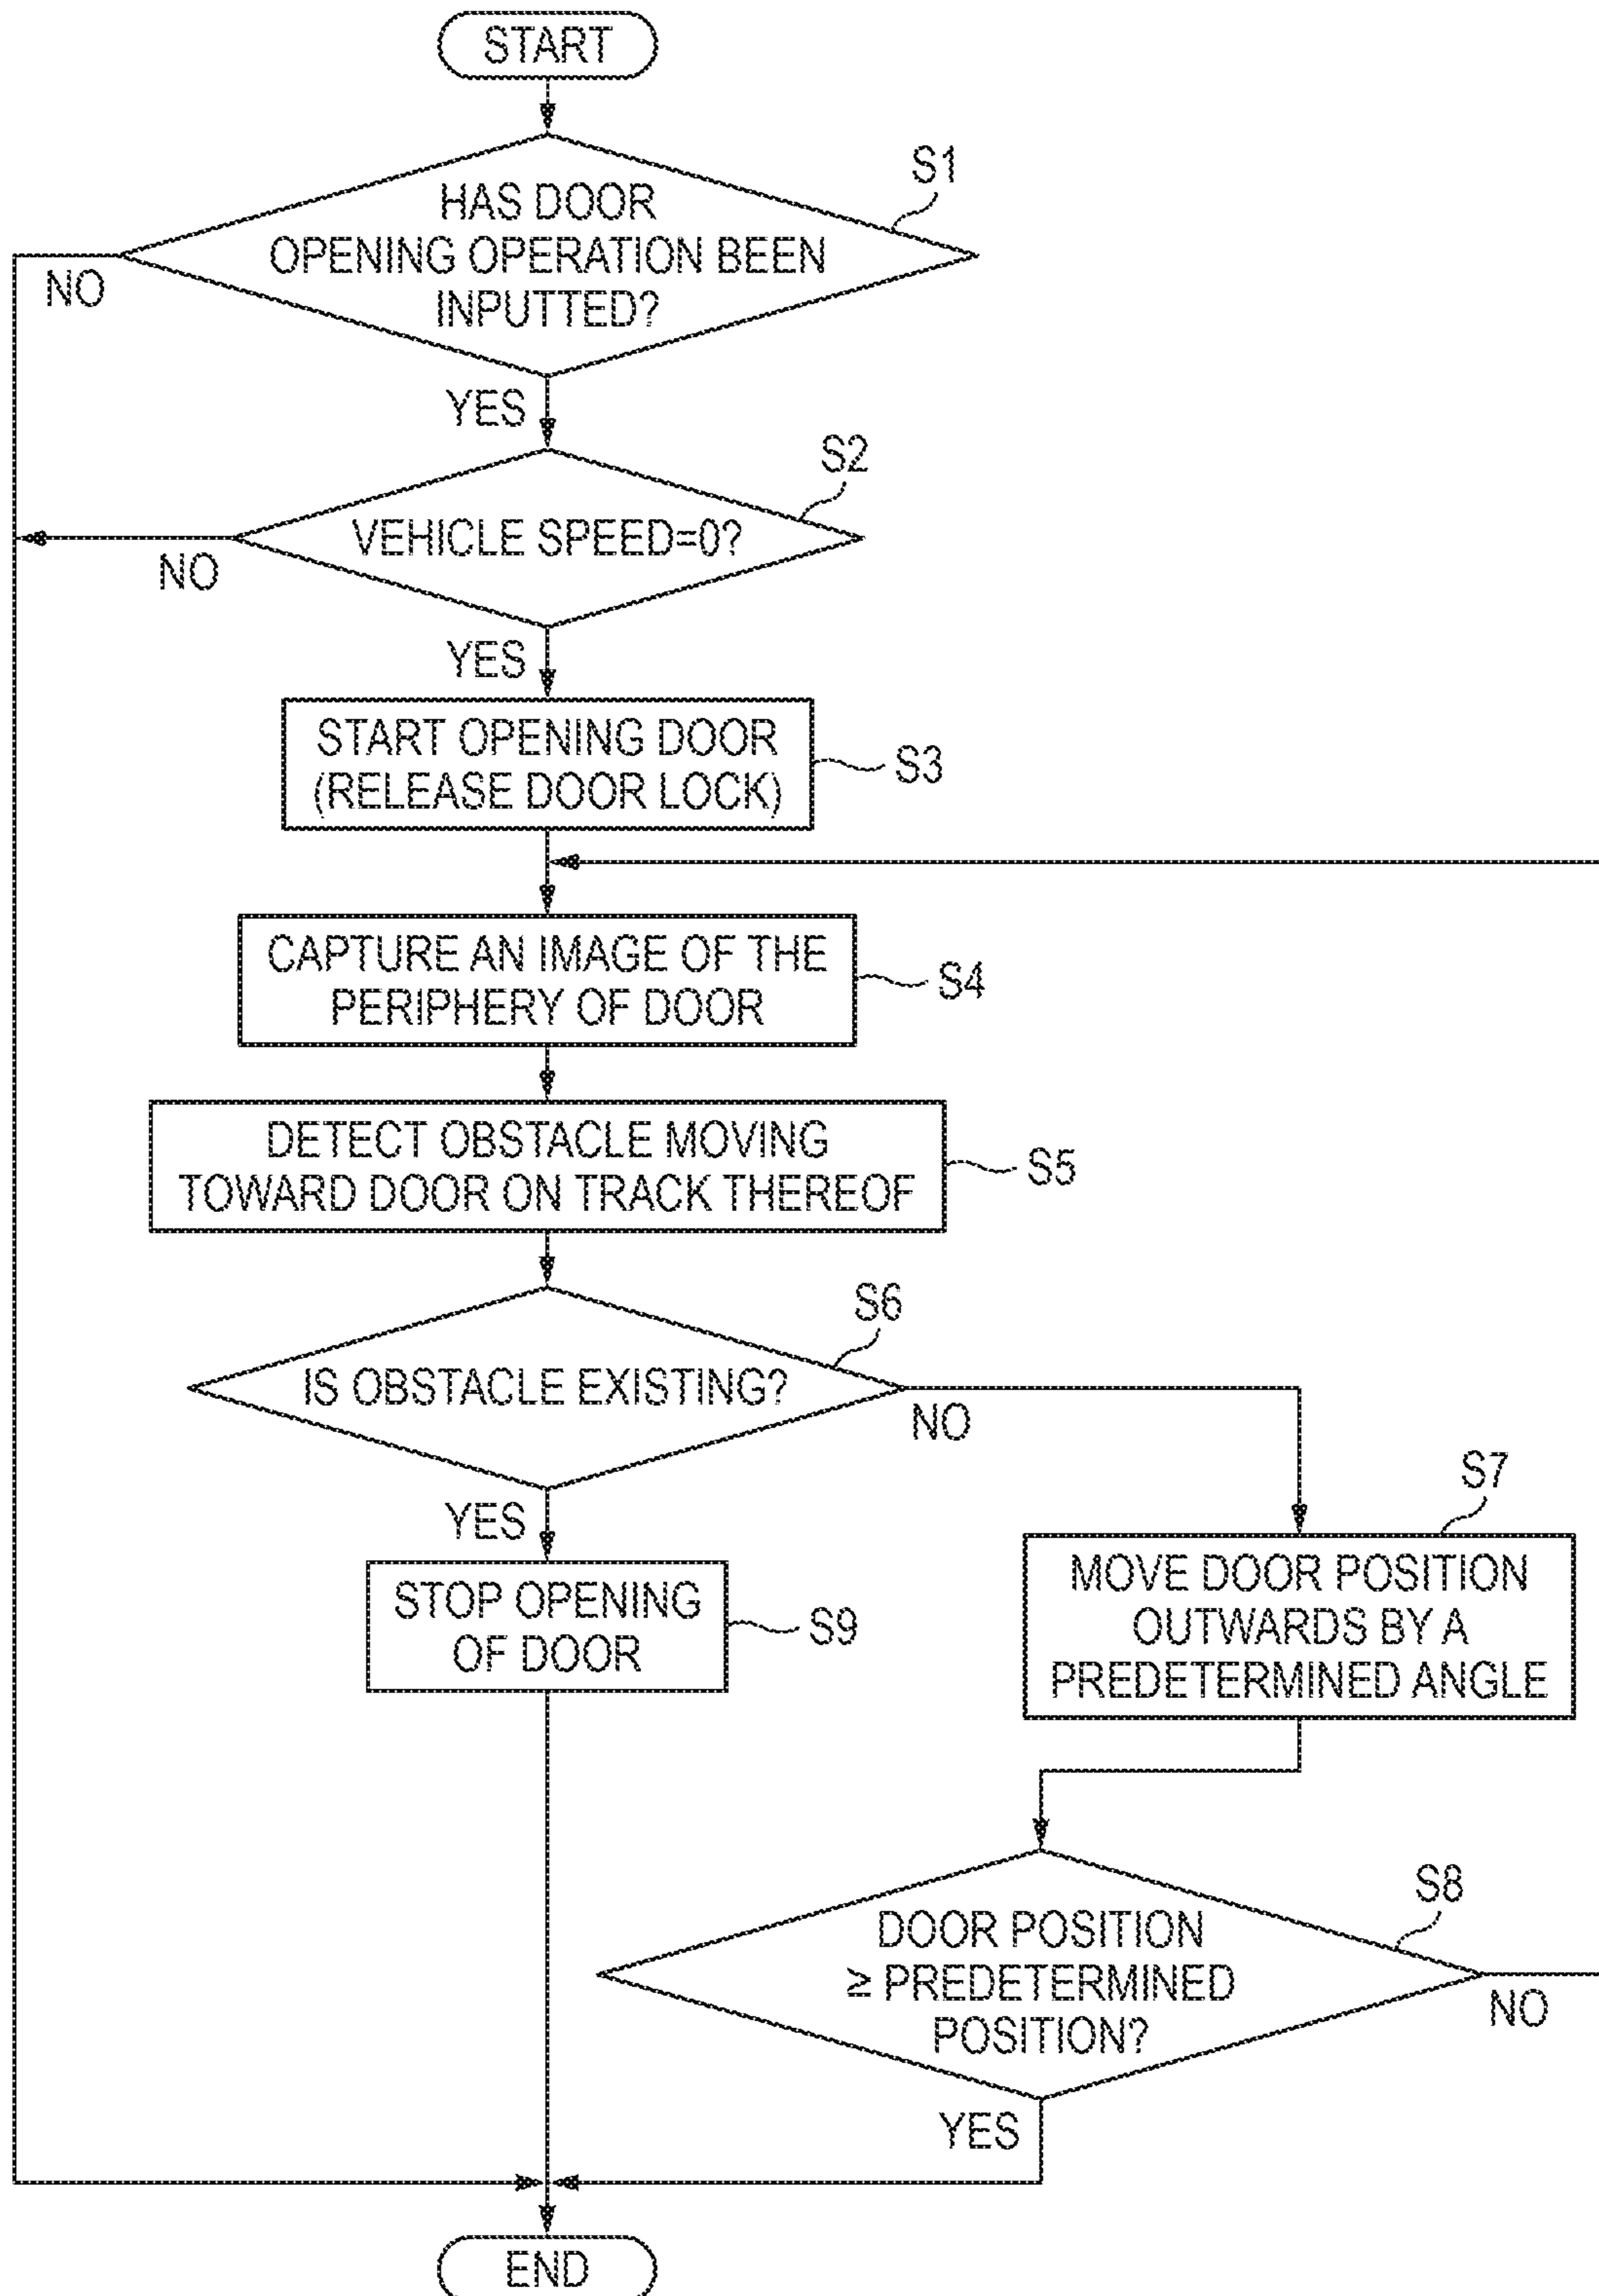 START
S1
HAS DOOR
OPENING OPERATION BEEN
INPUTTED?
NO
YES
S2
VEHICLE SPEED=0?
NO
YES
START OPENING DOOR
(RELEASE DOOR LOCK)
S3
CAPTURE AN IMAGE OF THE
PERIPHERY OF DOOR
S4
DETECT OBSTACLE MOVING
TOWARD DOOR ON TRACK THEREOF
S5
S6
IS OBSTACLE EXISTING?
NO
YES
S7
MOVE DOOR POSITION
OUTWARDS BY A
PREDETERMINED ANGLE
STOP OPENING
OF DOOR
S9
S8
DOOR POSITION
≥ PREDETERMINED
POSITION?
NO
YES
END